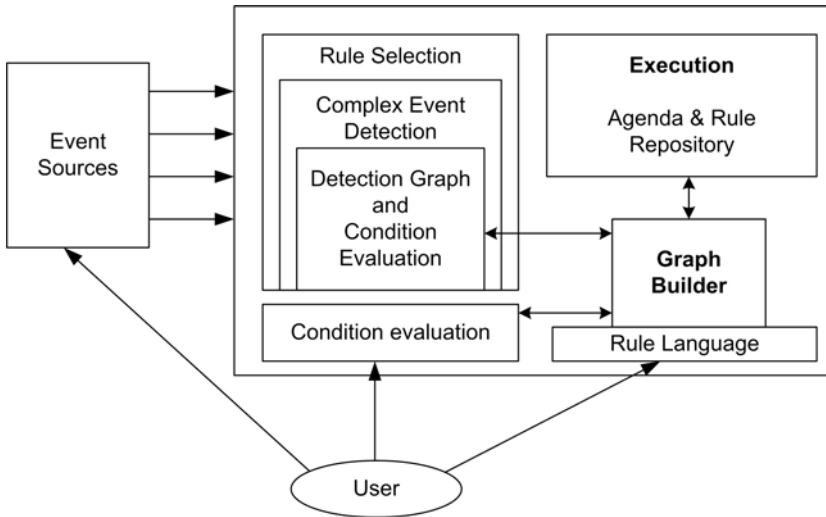 Event
Sources
Rule Selection
Complex Event
Detection
Detection Graph
and
Condition
Evaluation
Condition evaluation
Execution
Agenda & Rule
Repository
Graph
Builder
Rule Language
User